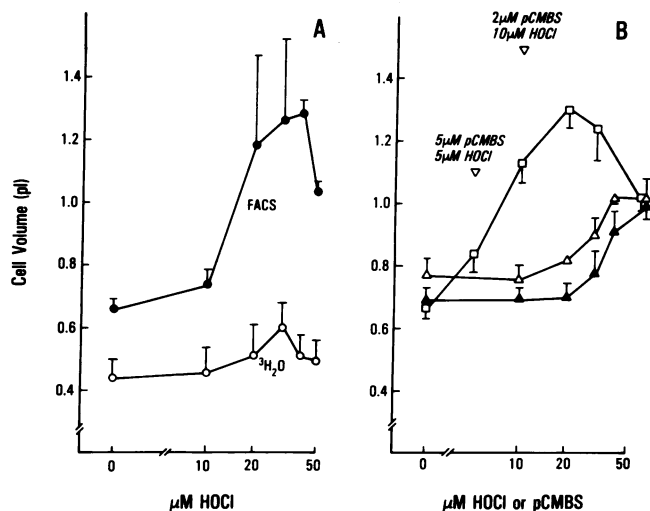 A
1.4
1.2
1.0
0.8
0.6
0.4
Cell Volume (pl)
FACS
³H₂O
0
10
20
50
μM HOCl
B
2μM pCMBS
10μM HOCl
5μM pCMBS
5μM HOCl
1.4
1.2
1.0
0.8
0.6
0.4
0
10
20
50
μM HOCl or pCMBS